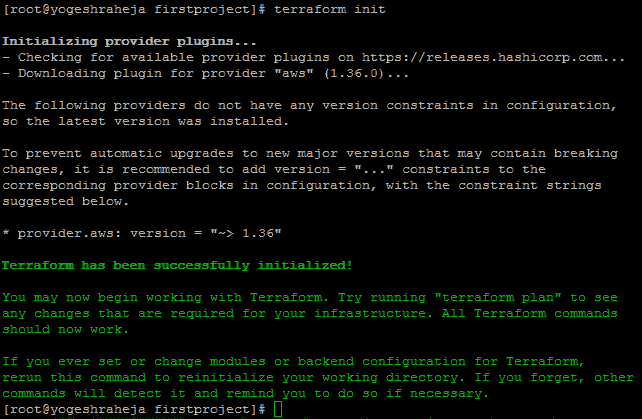 [root@yogeshraheja firstproject]# terraform init
Initializing provider plugins...
- Checking for available provider plugins on https://releases.hashicorp.com...
- Downloading plugin for provider "aws" (1.36.0)...
The following providers do not have any version constraints in configuration,
so the latest version was installed.
To prevent automatic upgrades to new major versions that may contain breaking
changes, it is recommended to add version = "..." constraints to the
corresponding provider blocks in configuration, with the constraint strings
suggested below.
* provider.aws: version = "~> 1.36"
Terraform has been successfully initialized!
You may now begin working with Terraform. Try running "terraform plan" to see
any changes that are required for your infrastructure. All Terraform commands
should now work.
If you ever set or change modules or backend configuration for Terraform,
rerun this command to reinitialize your working directory. If you forget, other
commands will detect it and remind you to do so if necessary.
[root@yogeshraheja firstproject]#